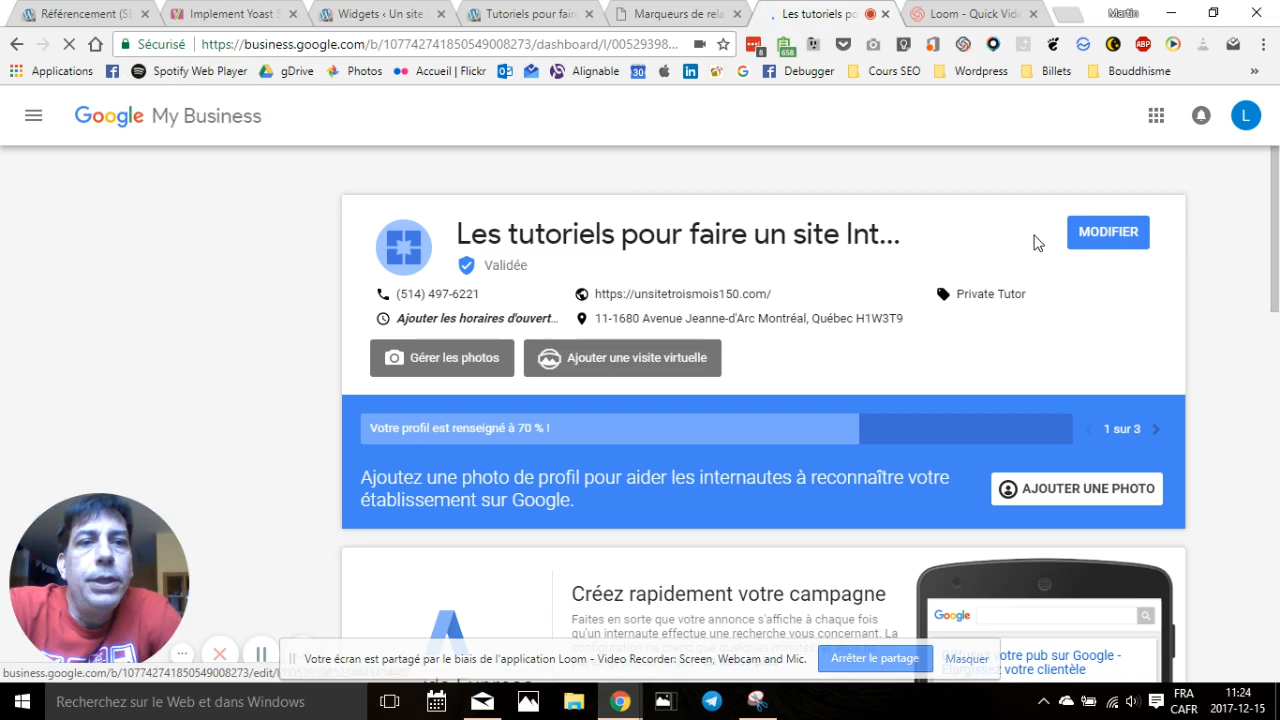 Référencement (SE
Implement Yoast S
Widgets ‹ Un site
Tutoriels pour fair
Marqueurs de rela
Les tutoriels po
Loom - Quick Vid
Martin
Sécurisé
https://business.google.com/b/107742741850549008273/dashboard/l/00529398...
8
658
ABP
Applications
Spotify Web Player
gDrive
Photos
Accueil | Flickr
Alignable
30
Debugger
Cours SEO
Wordpress
Billets
Bouddhisme
»
Google My Business
L
Les tutoriels pour faire un site Int...
MODIFIER
Validée
(514) 497-6221
https://unsitetroismois150.com/
Private Tutor
Ajouter les horaires d'ouvert...
11-1680 Avenue Jeanne-d'Arc Montréal, Québec H1W3T9
Gérer les photos
Ajouter une visite virtuelle
Votre profil est renseigné à 70 % !
1 sur 3
Ajoutez une photo de profil pour aider les internautes à reconnaître votre
établissement sur Google.
AJOUTER UNE PHOTO
Créez rapidement votre campagne
Faites en sorte que votre annonce s'affiche à chaque fois
qu'un internaute effectue une recherche vous concernant. La
Google
votre pub sur Google -
votre clientèle
Votre écran est partagé par le biais de l'application Loom - Video Recorder: Screen, Webcam and Mic.
Arrêter le partage
Masquer
https://business.google.com/b/107742741850549008273/edit/l
Recherchez sur le Web et dans Windows
FRA
CAFR
11:24
2017-12-15